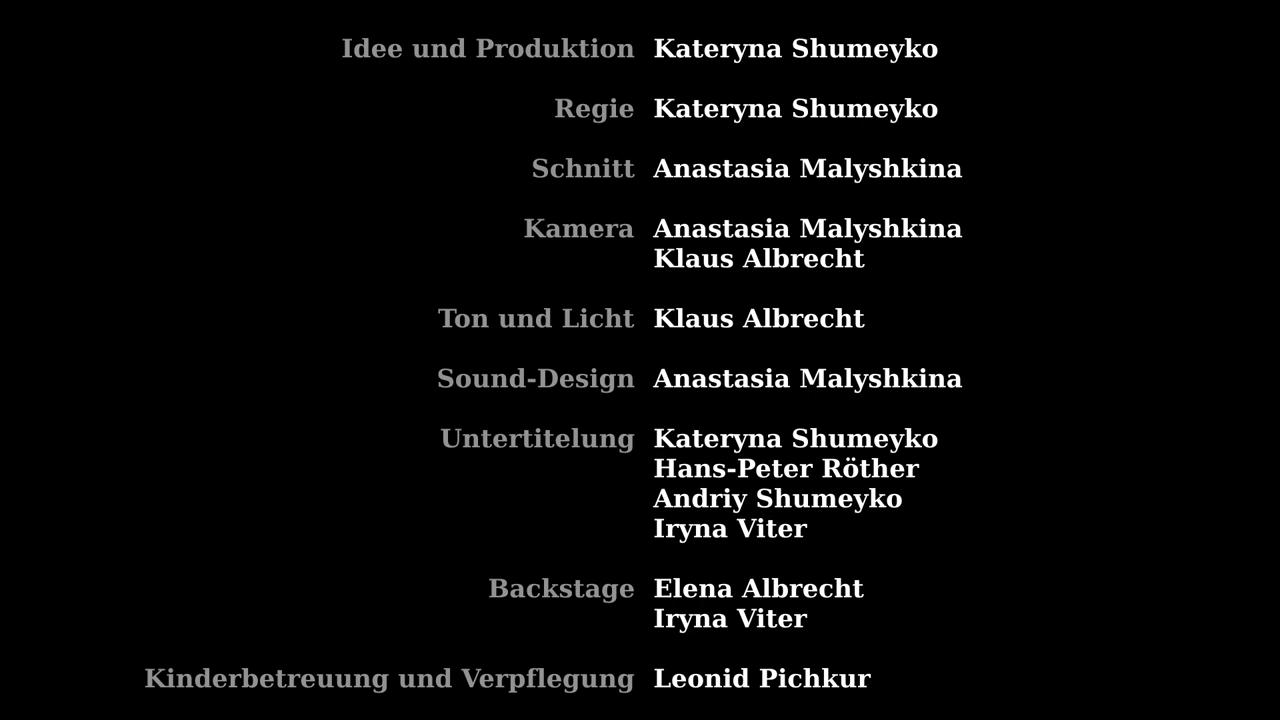 Idee und Produktion Kateryna Shumeyko
Regie Kateryna Shumeyko
Schnitt Anastasia Malyshkina
Kamera Anastasia Malyshkina
Klaus Albrecht
Ton und Licht Klaus Albrecht
Sound-Design Anastasia Malyshkina
Untertitelung Kateryna Shumeyko
Hans-Peter Röther
Andriy Shumeyko
Iryna Viter
Backstage Elena Albrecht
Iryna Viter
Kinderbetreuung und Verpflegung Leonid Pichkur